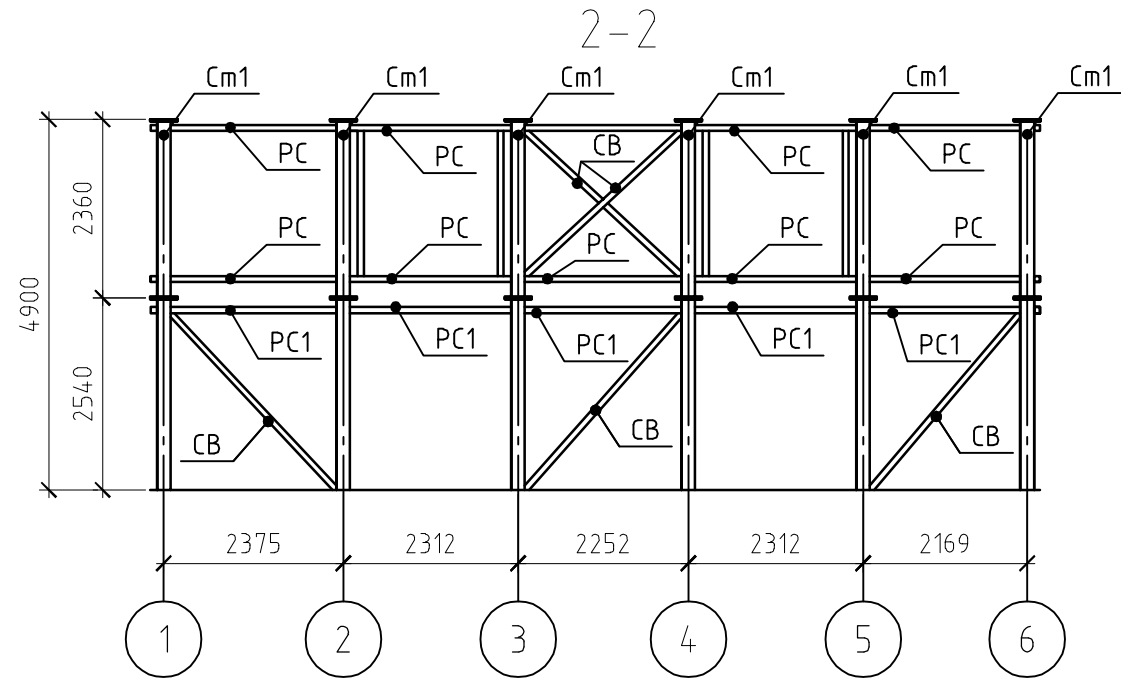 2-2
Ст1 Ст1 Ст1 Ст1 Ст1 Ст1
РС РС СВ РС РС
2360
РС РС РС РС РС
4900
РС1 РС1 РС1 РС1 РС1
2540
СВ СВ СВ
2375 2312 2252 2312 2169
1 2 3 4 5 6